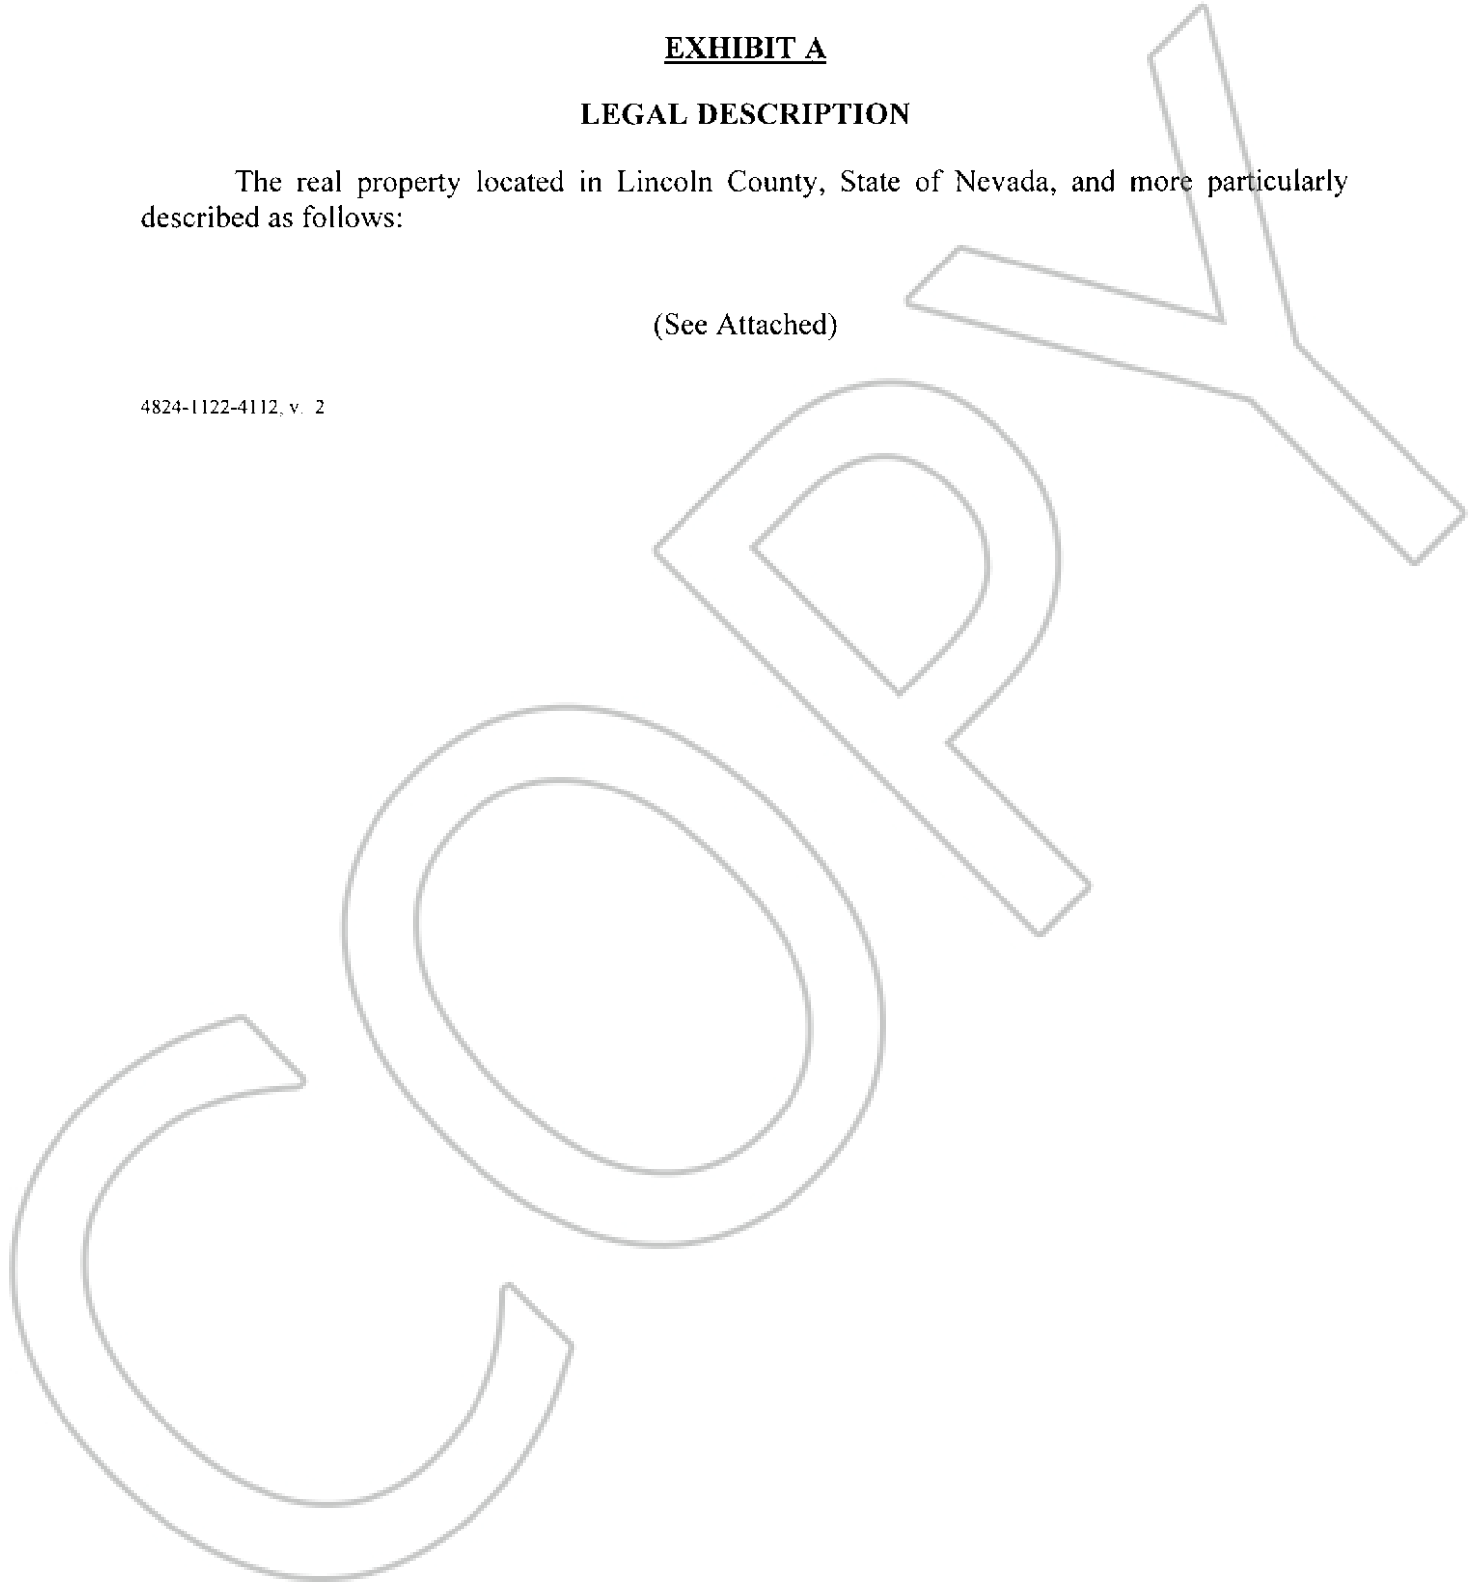 EXHIBIT A
LEGAL DESCRIPTION
The real property located in Lincoln County, State of Nevada, and more particularly
described as follows:
(See Attached)
4824-1122-4112, v. 2
COPY